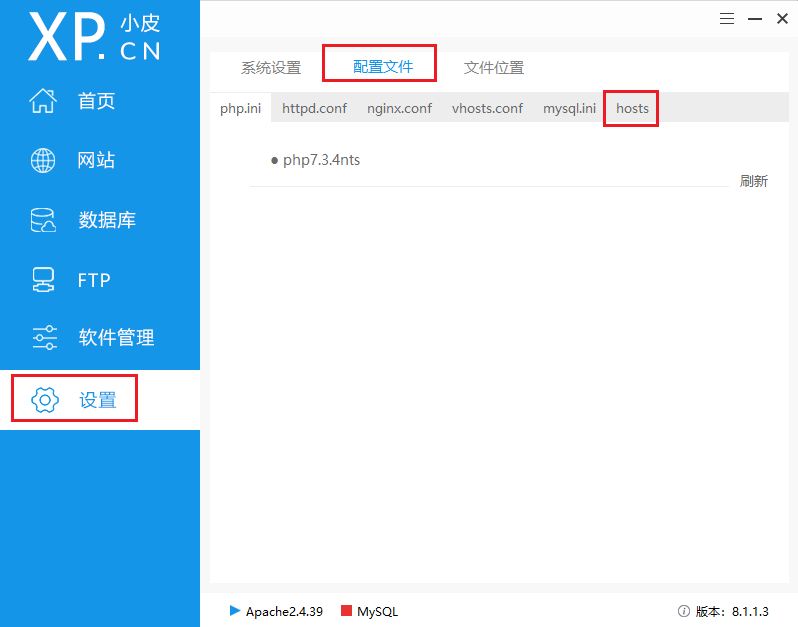 XP. 小皮
CN
首页
网站
数据库
FTP
软件管理
设置
系统设置 配置文件 文件位置
php.ini httpd.conf nginx.conf vhosts.conf mysql.ini hosts
● php7.3.4nts
刷新
Apache2.4.39 MySQL 版本：8.1.1.3